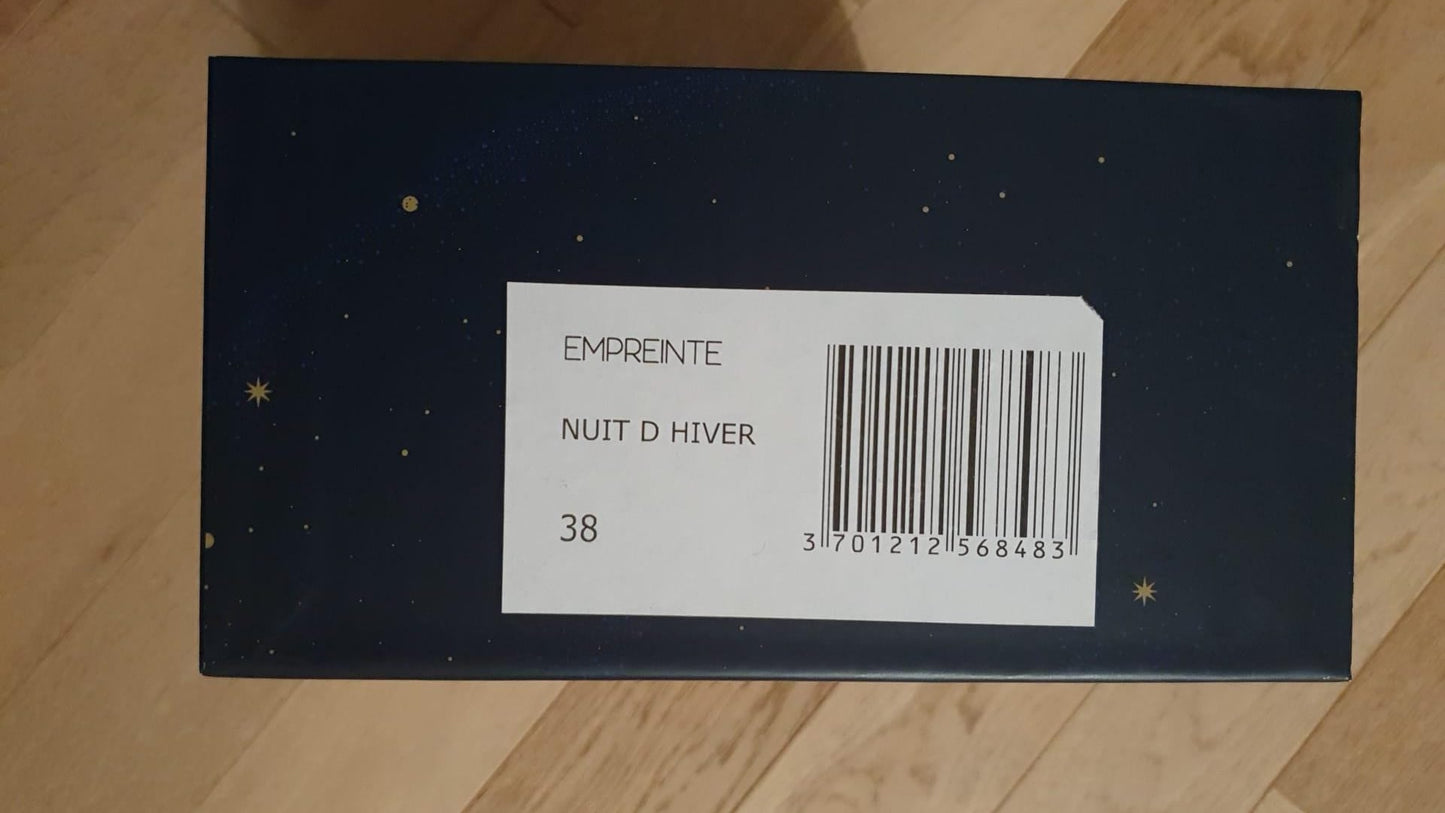 EMPREINTE
NUIT D HIVER
38
3 701212 568483